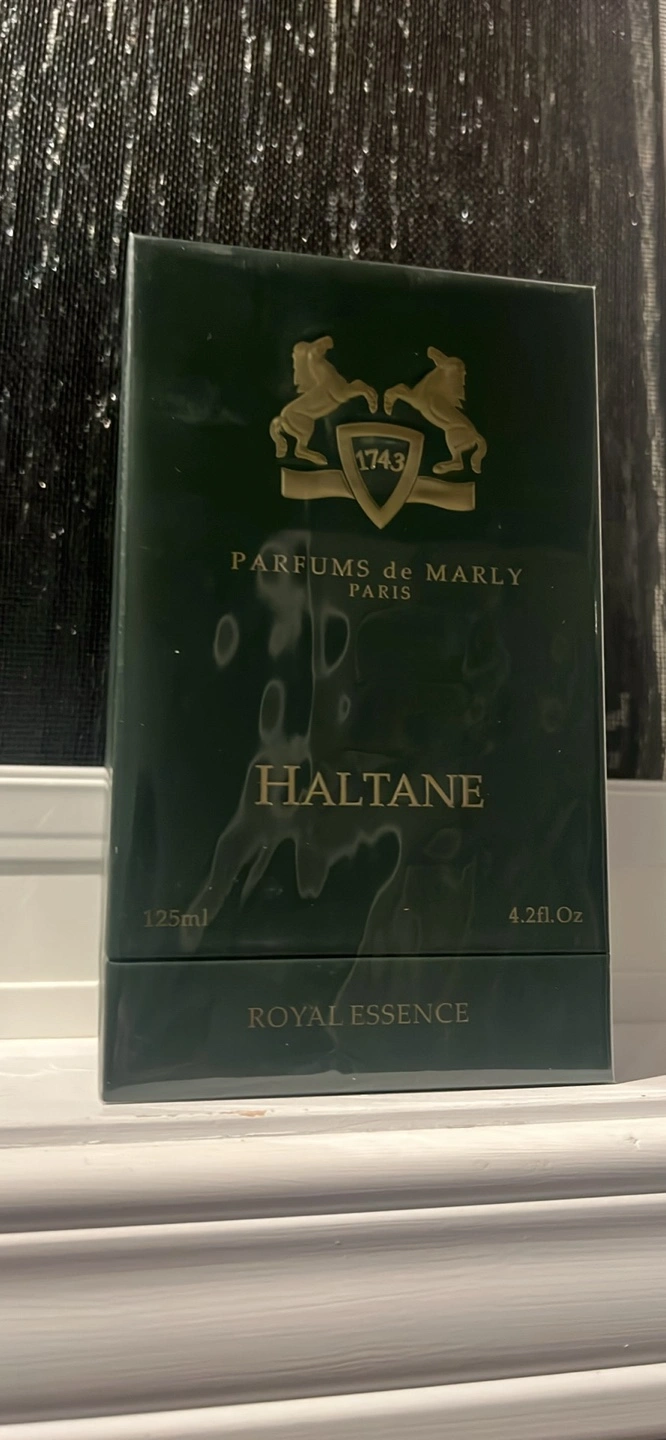 1743
PARFUMS de MARLY
PARIS
HALTANE
125ml 4.2fl.Oz
ROYAL ESSENCE